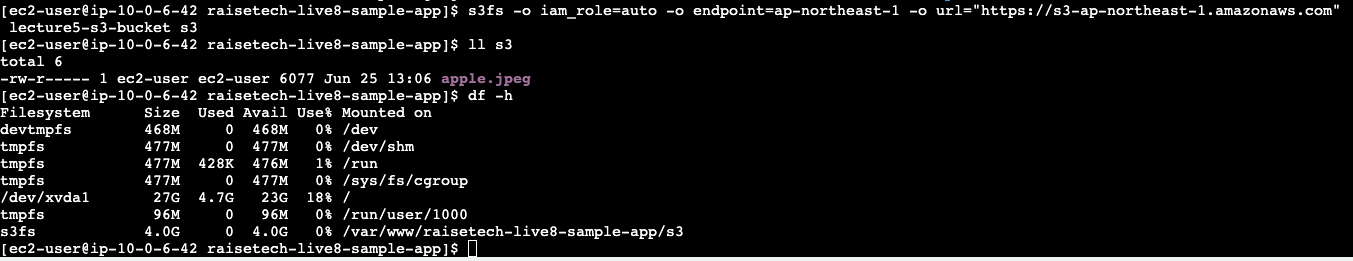 [ec2-user@ip-10-0-6-42 raisetech-live8-sample-app]$ s3fs -o iam_role=auto -o endpoint=ap-northeast-1 -o url="https://s3-ap-northeast-1.amazonaws.com"
lecture5-s3-bucket s3
[ec2-user@ip-10-0-6-42 raisetech-live8-sample-app]$ ll s3
total 6
-rw-r----- 1 ec2-user ec2-user 6077 Jun 25 13:06 apple.jpeg
[ec2-user@ip-10-0-6-42 raisetech-live8-sample-app]$ df -h
Filesystem      Size  Used Avail Use% Mounted on
devtmpfs        468M     0  468M   0% /dev
tmpfs           477M     0  477M   0% /dev/shm
tmpfs           477M  428K  476M   1% /run
tmpfs           477M     0  477M   0% /sys/fs/cgroup
/dev/xvda1       27G  4.7G   23G  18% /
tmpfs            96M     0   96M   0% /run/user/1000
s3fs            4.0G     0  4.0G   0% /var/www/raisetech-live8-sample-app/s3
[ec2-user@ip-10-0-6-42 raisetech-live8-sample-app]$